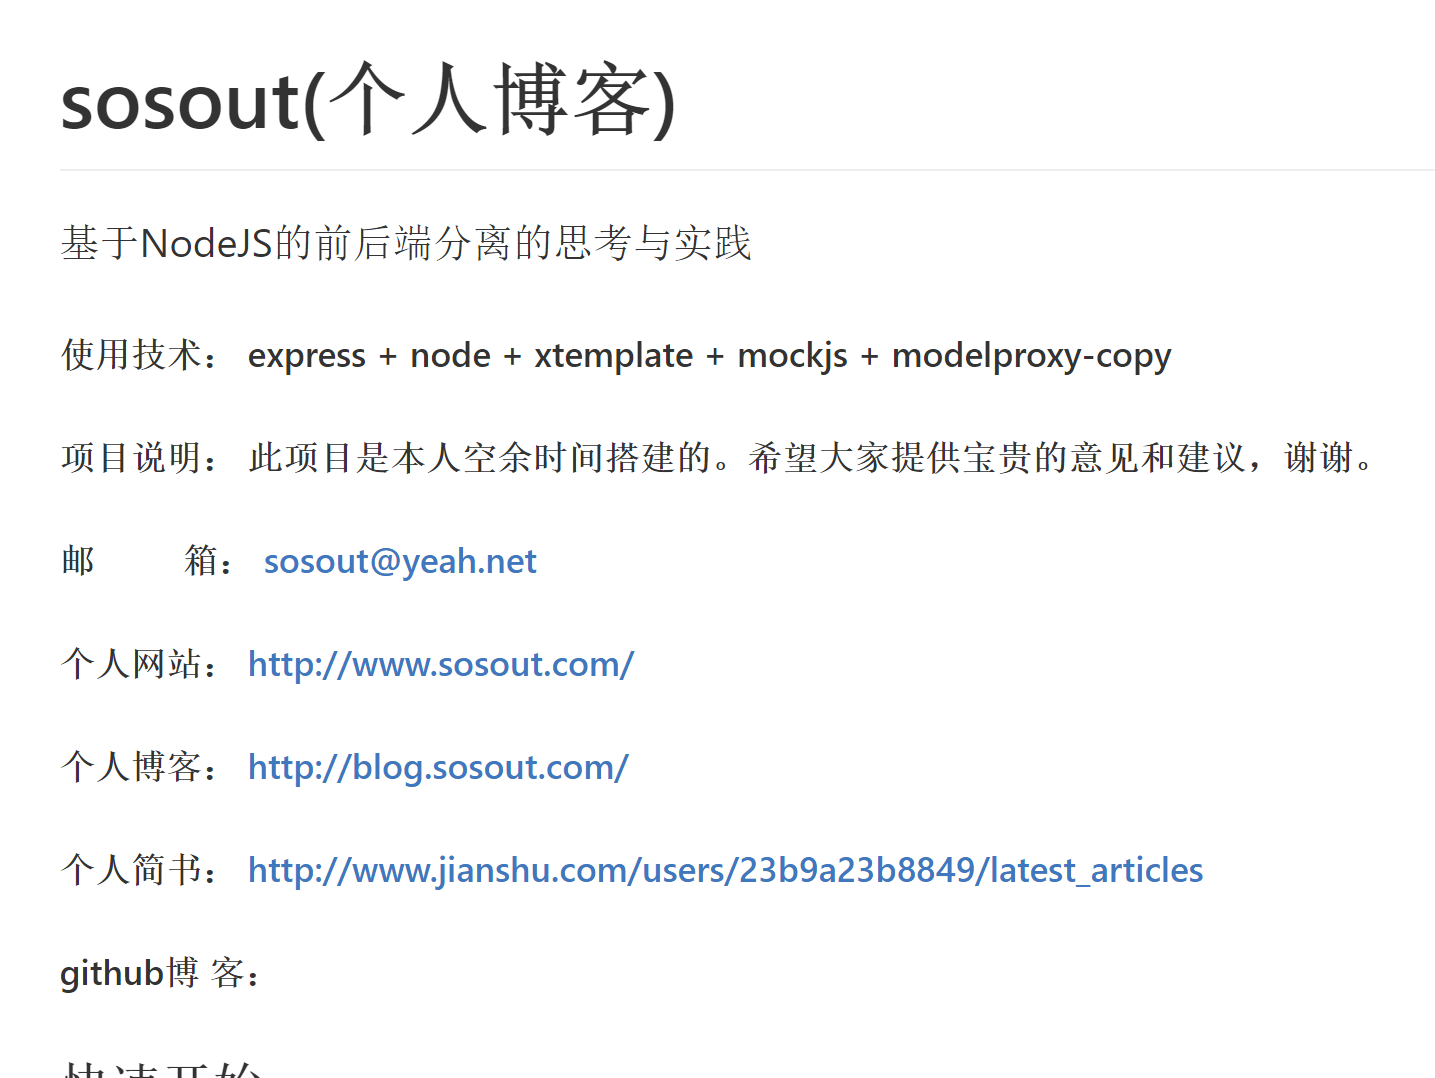 sosout(个人博客)
基于NodeJS的前后端分离的思考与实践
使用技术： express + node + xtemplate + mockjs + modelproxy-copy
项目说明： 此项目是本人空余时间搭建的。希望大家提供宝贵的意见和建议，谢谢。
邮 箱： sosout@yeah.net
个人网站： http://www.sosout.com/
个人博客： http://blog.sosout.com/
个人简书： http://www.jianshu.com/users/23b9a23b8849/latest_articles
github博 客：
快速开始